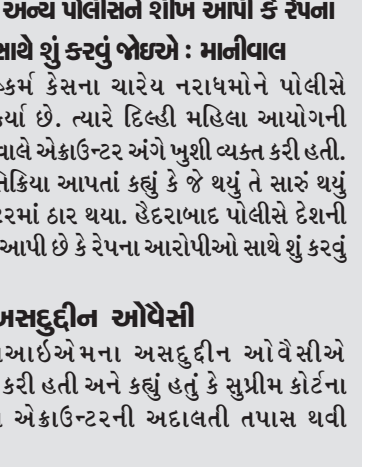 અન્ય પોલીસને શીખ આપી કે રેપના
સાથે શું કરવું જોઇએ : માનીવાલ
કર્મ કેસના ચારેય નરાધમોને પોલીસે
ર્યા છે. ત્યારે દિલ્હી મહિલા આયોગની
વાલે એક્રાઉન્ટર અંગે ખુશી વ્યક્ત કરી હતી.
તિક્રિયા આપતાં કહ્યું કે જે થયું તે સારું થયું
ટરમાં ઠાર થયા. હૈદરાબાદ પોલીસે દેશની
આપી છે કે રેપના આરોપીઓ સાથે શું કરવું
અસદુદ્દીન ઓવૈસી
આઇએમના અસદુદ્દીન ઓવૈસીએ
કરી હતી અને કહ્યું હતું કે સુપ્રીમ કોર્ટના
એક્રાઉન્ટરની અદાલતી તપાસ થવી